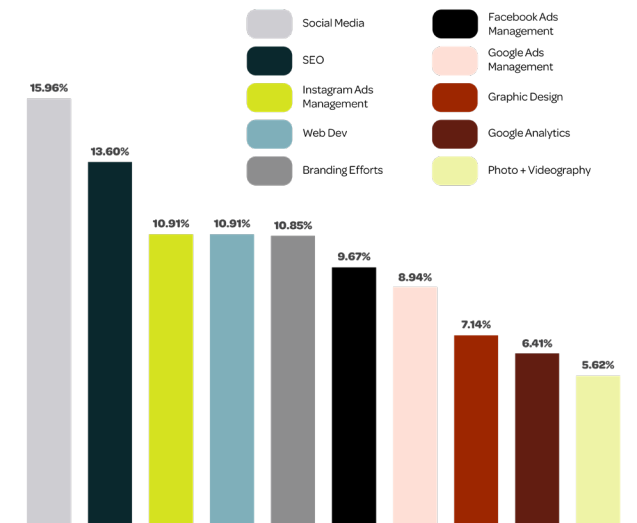 Social Media
SEO
Instagram Ads
Management
Web Dev
Branding Efforts
Facebook Ads
Management
Google Ads
Management
Graphic Design
Google Analytics
Photo + Videography
15.96%
13.60%
10.91%
10.91%
10.85%
9.67%
8.94%
7.14%
6.41%
5.62%